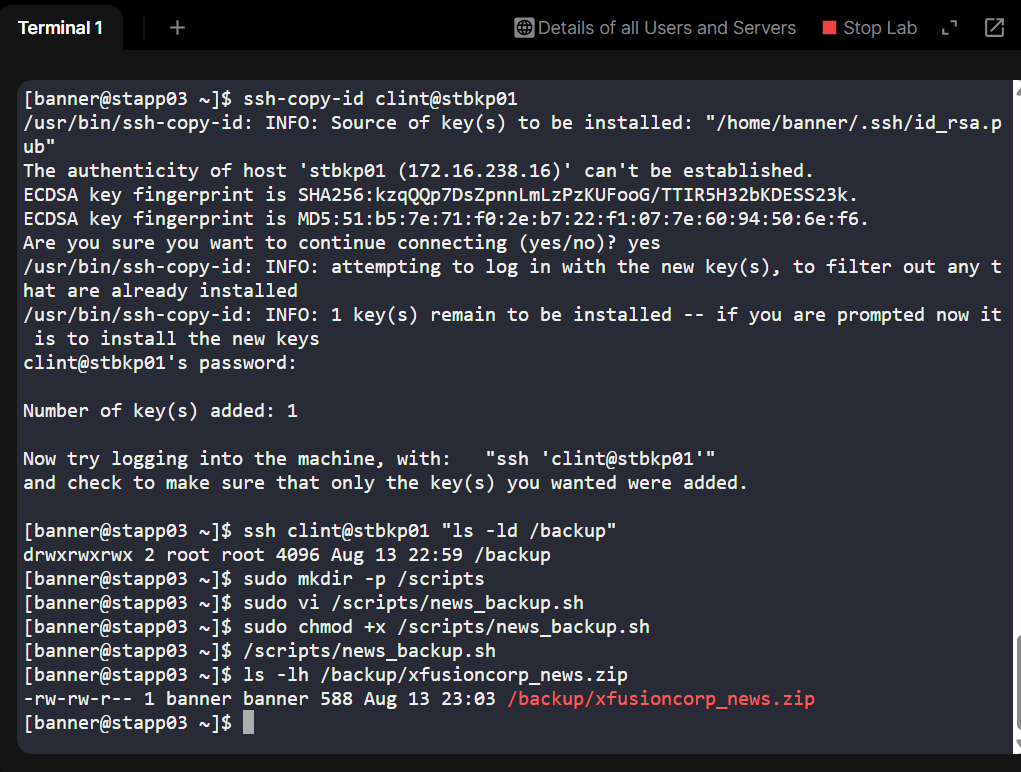 Terminal 1
+
Details of all Users and Servers
Stop Lab
[banner@stapp03 ~]$ ssh-copy-id clint@stbkp01
/usr/bin/ssh-copy-id: INFO: Source of key(s) to be installed: "/home/banner/.ssh/id_rsa.p
ub"
The authenticity of host 'stbkp01 (172.16.238.16)' can't be established.
ECDSA key fingerprint is SHA256:kzqQQp7DsZpnnLmLzPzKUFooG/TTIR5H32bKDESS23k.
ECDSA key fingerprint is MD5:51:b5:7e:71:f0:2e:b7:22:f1:07:7e:60:94:50:6e:f6.
Are you sure you want to continue connecting (yes/no)? yes
/usr/bin/ssh-copy-id: INFO: attempting to log in with the new key(s), to filter out any t
hat are already installed
/usr/bin/ssh-copy-id: INFO: 1 key(s) remain to be installed -- if you are prompted now it
 is to install the new keys
clint@stbkp01's password:
Number of key(s) added: 1
Now try logging into the machine, with:   "ssh 'clint@stbkp01'"
and check to make sure that only the key(s) you wanted were added.
[banner@stapp03 ~]$ ssh clint@stbkp01 "ls -ld /backup"
drwxrwxrwx 2 root root 4096 Aug 13 22:59 /backup
[banner@stapp03 ~]$ sudo mkdir -p /scripts
[banner@stapp03 ~]$ sudo vi /scripts/news_backup.sh
[banner@stapp03 ~]$ sudo chmod +x /scripts/news_backup.sh
[banner@stapp03 ~]$ /scripts/news_backup.sh
[banner@stapp03 ~]$ ls -lh /backup/xfusioncorp_news.zip
-rw-rw-r-- 1 banner banner 588 Aug 13 23:03 /backup/xfusioncorp_news.zip
[banner@stapp03 ~]$